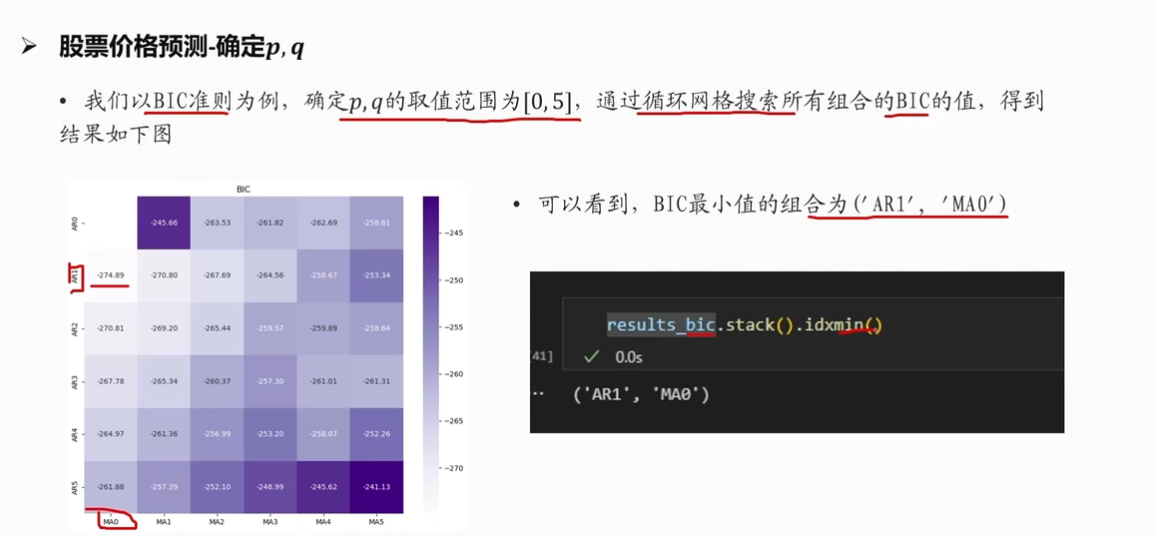 ➤ 股票价格预测-确定p, q
• 我们以BIC准则为例，确定p, q的取值范围为[0, 5]，通过循环网格搜索所有组合的BIC的值，得到
结果如下图
BIC
AR0 -245.66 -263.53 -261.82 -262.69 -258.61
AR1 -274.89 -270.80 -267.69 -264.56 -258.67 -253.34
AR2 -270.81 -269.20 -265.44 -259.57 -259.89 -258.64
AR3 -267.78 -265.34 -260.37 -257.30 -261.01 -261.31
AR4 -264.97 -261.36 -256.99 -253.20 -258.07 -252.26
AR5 -261.88 -257.39 -252.10 -248.99 -245.62 -241.13
MA0 MA1 MA2 MA3 MA4 MA5
-245
-250
-255
-260
-265
-270
• 可以看到，BIC最小值的组合为('AR1', 'MA0')
results_bic.stack().idxmin()
[41] ✓ 0.0s
··· ('AR1', 'MA0')